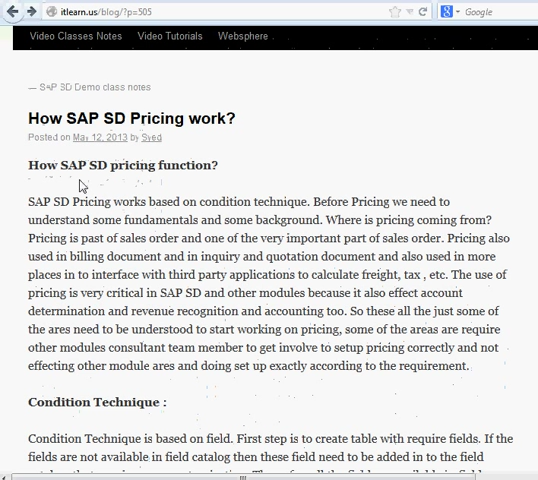 itlearn.us/blog/?p=505
Google
Video Classes Notes Video Tutorials Websphere
— SAP SD Demo class notes
How SAP SD Pricing work?
Posted on May 12, 2013 by Syed
How SAP SD pricing function?
SAP SD Pricing works based on condition technique. Before Pricing we need to
understand some fundamentals and some background. Where is pricing coming from?
Pricing is past of sales order and one of the very important part of sales order. Pricing also
used in billing document and in inquiry and quotation document and also used in more
places in to interface with third party applications to calculate freight, tax , etc. The use of
pricing is very critical in SAP SD and other modules because it also effect account
determination and revenue recognition and accounting too. So these all the just some of
the ares need to be understood to start working on pricing, some of the areas are require
other modules consultant team member to get involve to setup pricing correctly and not
effecting other module ares and doing set up exactly according to the requirement.
Condition Technique :
Condition Technique is based on field. First step is to create table with require fields. If the
fields are not available in field catalog then these field need to be added in to the field